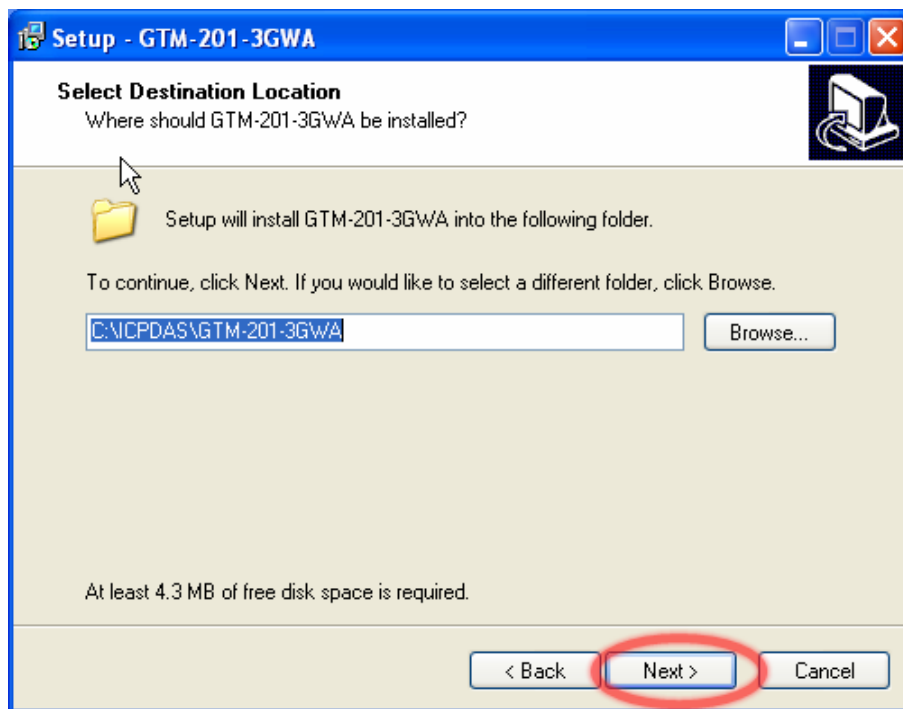 Setup - GTM-201-3GWA
Select Destination Location
Where should GTM-201-3GWA be installed?
Setup will install GTM-201-3GWA into the following folder.
To continue, click Next. If you would like to select a different folder, click Browse.
C:\ICPDAS\GTM-201-3GWA
Browse...
At least 4.3 MB of free disk space is required.
< Back
Next >
Cancel